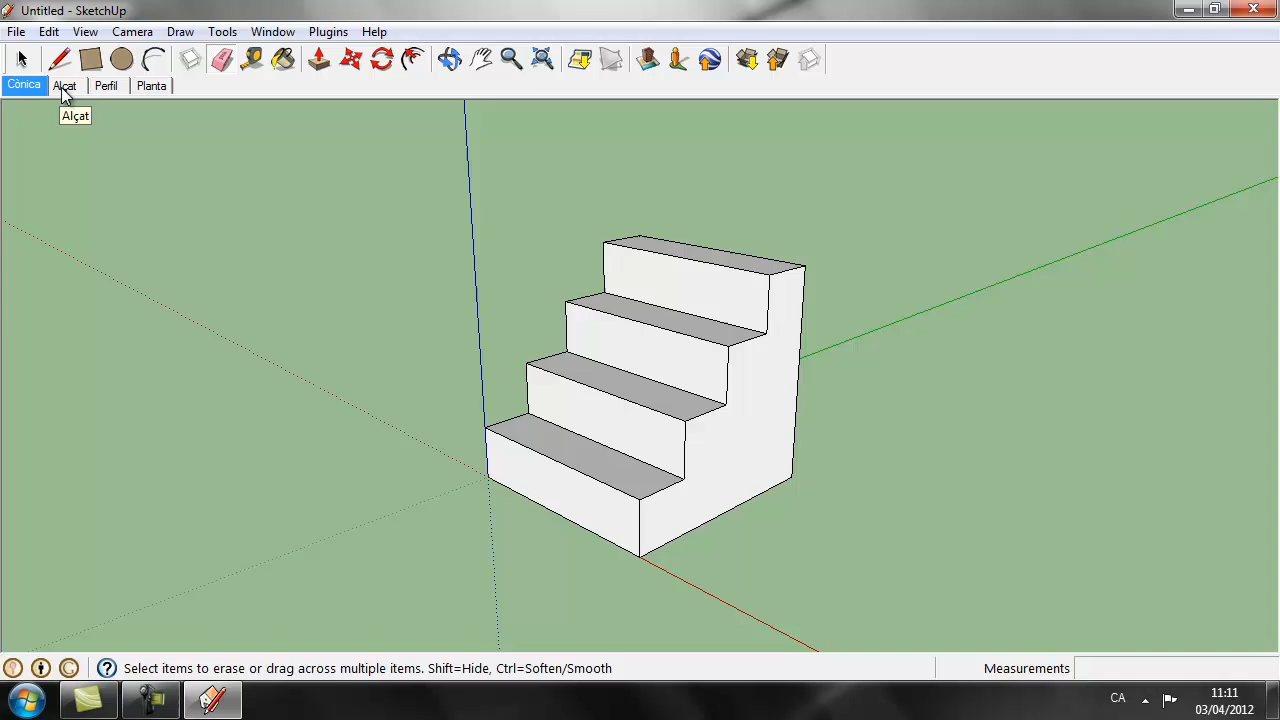 Untitled - SketchUp
File Edit View Camera Draw Tools Window Plugins Help
Cònica Alçat Perfil Planta
Alçat
Select items to erase or drag across multiple items. Shift=Hide, Ctrl=Soften/Smooth Measurements
CA 11:11
03/04/2012